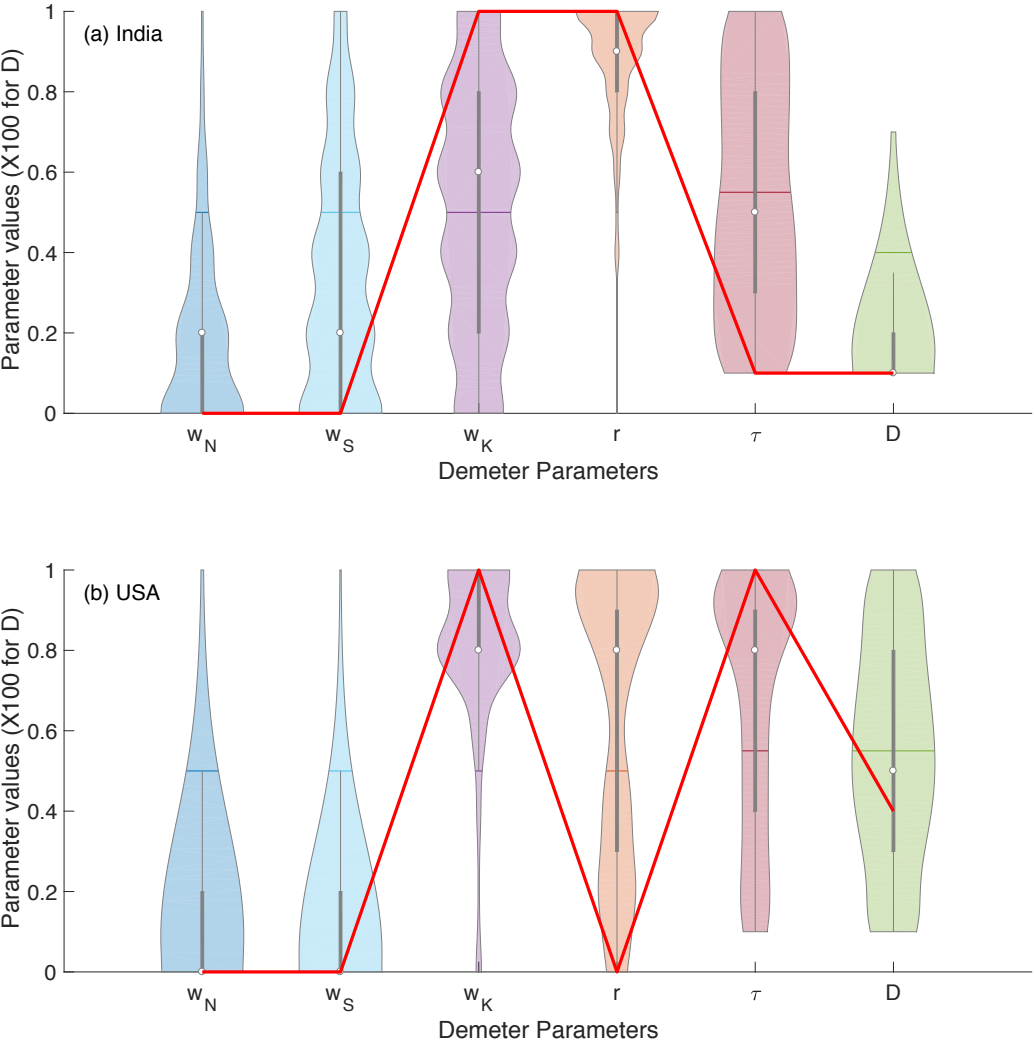 (a) India
Parameter values (X100 for D)
1
0.8
0.6
0.4
0.2
0
w_N w_S w_K r τ D
Demeter Parameters
(b) USA
Parameter values (X100 for D)
1
0.8
0.6
0.4
0.2
0
w_N w_S w_K r τ D
Demeter Parameters